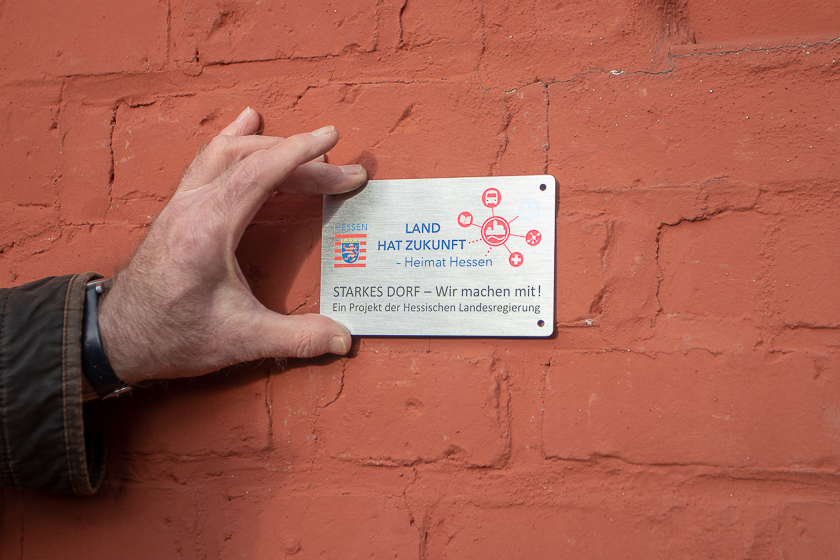 HESSEN
LAND
HAT ZUKUNFT
– Heimat Hessen
STARKES DORF – Wir machen mit!
Ein Projekt der Hessischen Landesregierung